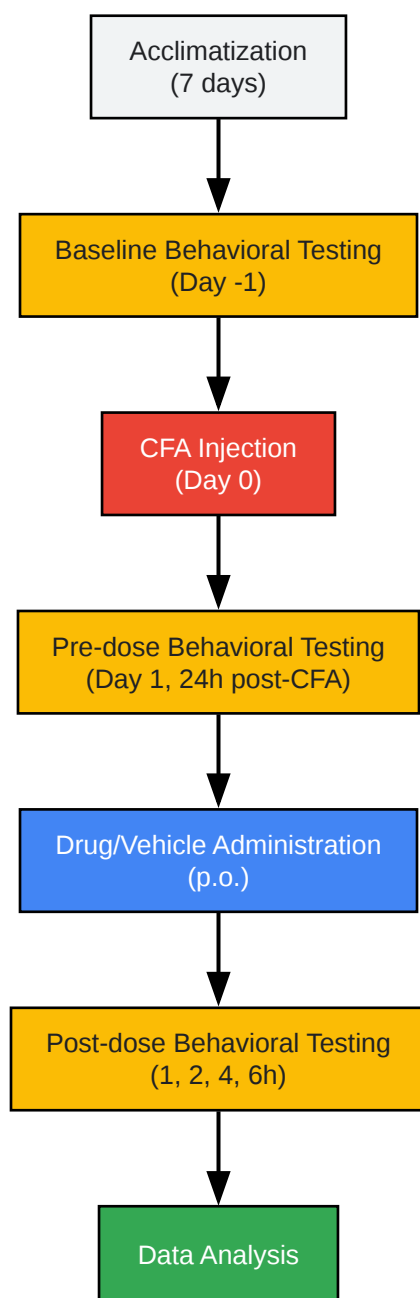 Acclimatization
(7 days)
Baseline Behavioral Testing
(Day -1)
CFA Injection
(Day 0)
Pre-dose Behavioral Testing
(Day 1, 24h post-CFA)
Drug/Vehicle Administration
(p.o.)
Post-dose Behavioral Testing
(1, 2, 4, 6h)
Data Analysis